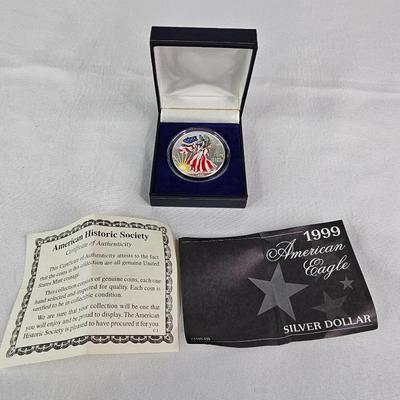 American Historic Society
Certificate of Authenticity
This Certificate of Authenticity attests to the fact
that the coins in this collection are all genuine United
States Mint coinage.
This collection consists of genuine coins, each one
hand selected and inspected for quality. Each coin is
verified to be in collectible condition.
We are sure that your collection will be one that
you will enjoy and be proud to display. The American
Historic Society is pleased to have procured it for you.
1999
American
Eagle
SILVER DOLLAR